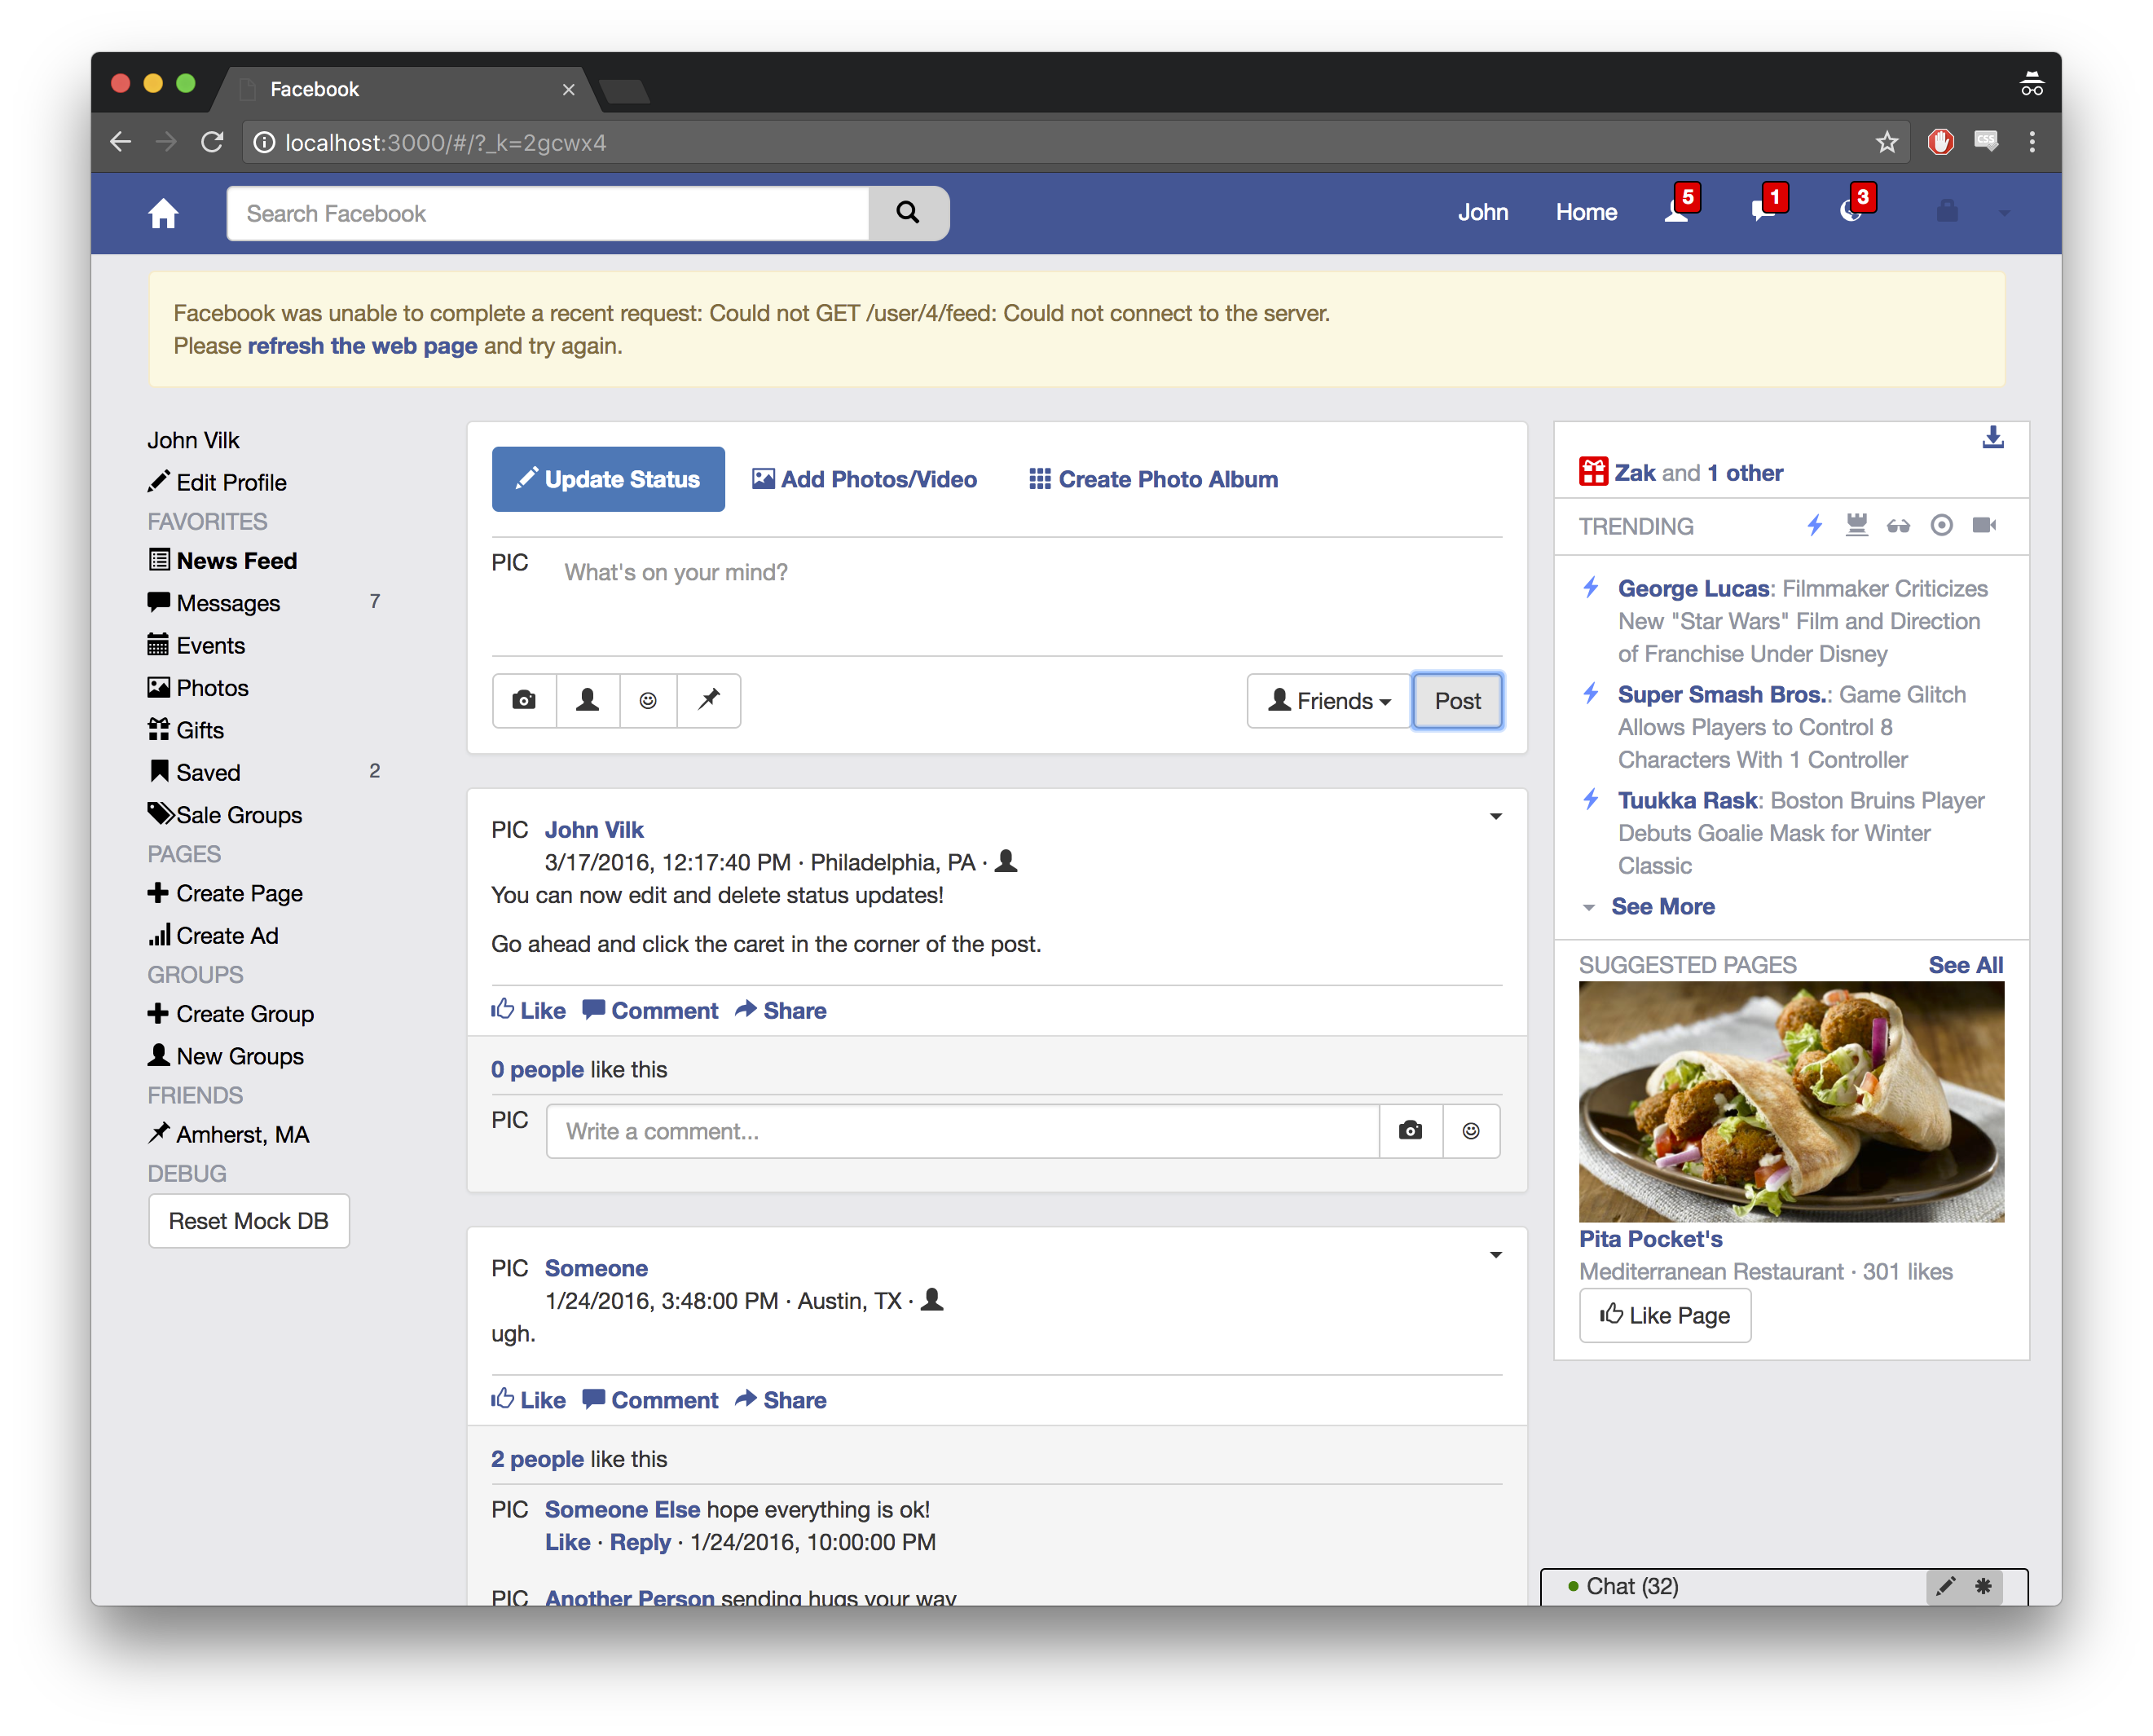 Facebook
localhost:3000/#/?_k=2gcwx4
CSS
Search Facebook
John Home 5 1 3
Facebook was unable to complete a recent request: Could not GET /user/4/feed: Could not connect to the server.
Please refresh the web page and try again.
John Vilk
Edit Profile
FAVORITES
News Feed
Messages 7
Events
Photos
Gifts
Saved 2
Sale Groups
PAGES
Create Page
Create Ad
GROUPS
Create Group
New Groups
FRIENDS
Amherst, MA
DEBUG
Reset Mock DB
Update Status Add Photos/Video Create Photo Album
PIC What's on your mind?
Friends Post
PIC John Vilk
3/17/2016, 12:17:40 PM · Philadelphia, PA ·
You can now edit and delete status updates!
Go ahead and click the caret in the corner of the post.
Like Comment Share
0 people like this
PIC Write a comment...
PIC Someone
1/24/2016, 3:48:00 PM · Austin, TX ·
ugh.
Like Comment Share
2 people like this
PIC Someone Else hope everything is ok!
Like · Reply · 1/24/2016, 10:00:00 PM
PIC Another Person sending hugs your way
Zak and 1 other
TRENDING
George Lucas: Filmmaker Criticizes
New "Star Wars" Film and Direction
of Franchise Under Disney
Super Smash Bros.: Game Glitch
Allows Players to Control 8
Characters With 1 Controller
Tuukka Rask: Boston Bruins Player
Debuts Goalie Mask for Winter
Classic
See More
SUGGESTED PAGES See All
Pita Pocket's
Mediterranean Restaurant · 301 likes
Like Page
Chat (32)